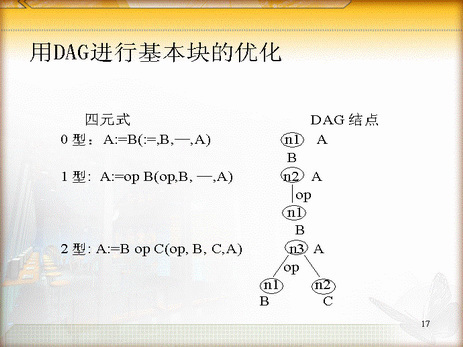 用DAG进行基本块的优化
四元式 DAG 结点
0 型：A:=B(:=,B,—,A) n1 A
B
1 型: A:=op B(op,B, —,A) n2 A
op
n1
B
2 型: A:=B op C(op, B, C,A) n3 A
op
n1 n2
B C
17